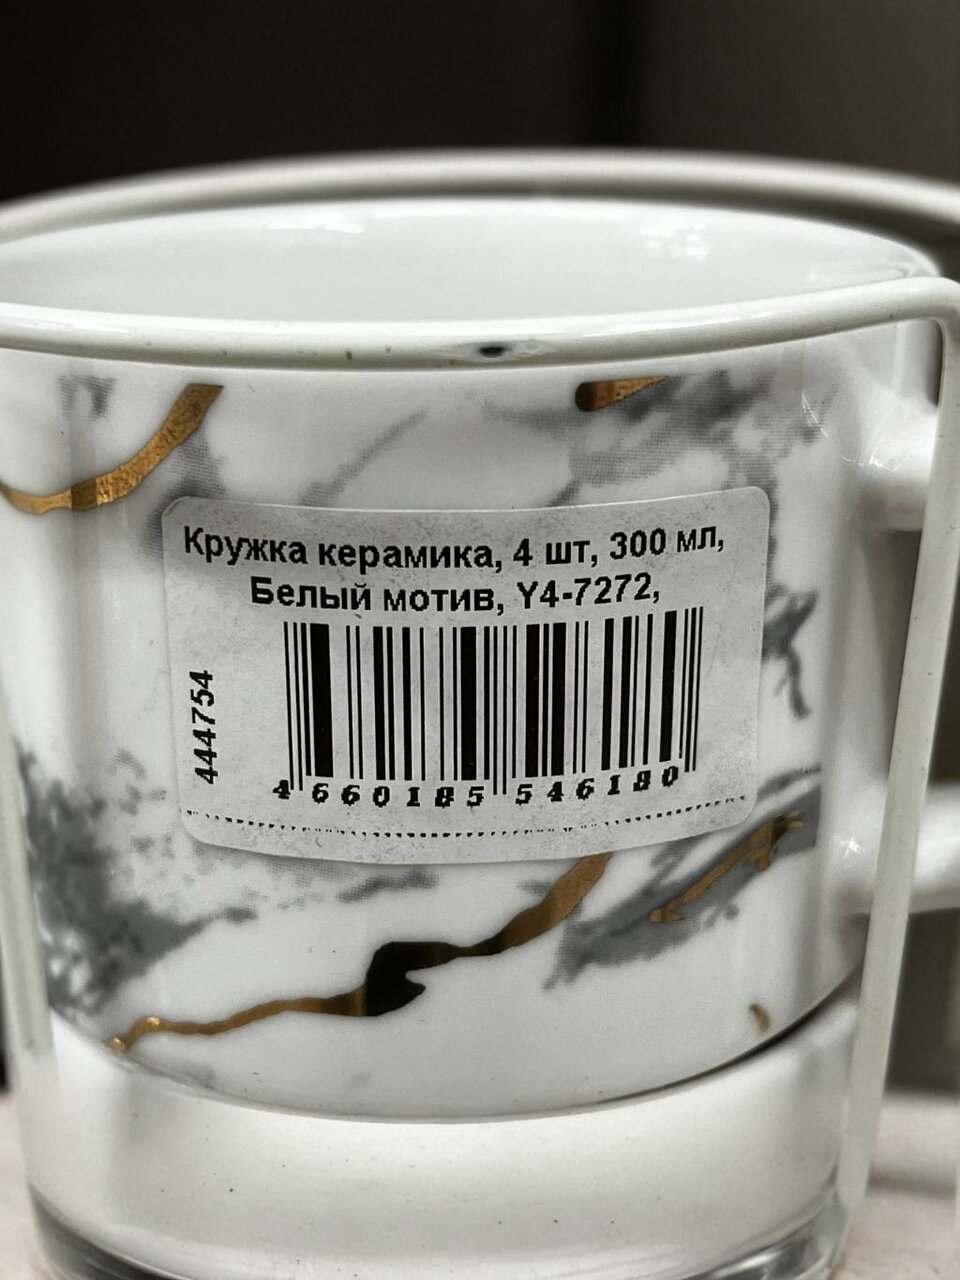 Кружка керамика, 4 шт, 300 мл,
Белый мотив, Y4-7272,
444754
4 660185 546180